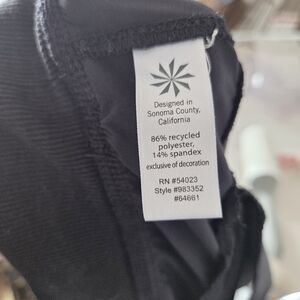 Designed in
Sonoma County,
California
86% recycled
polyester,
14% spandex
exclusive of decoration
RN #54023
Style #983352
#64661